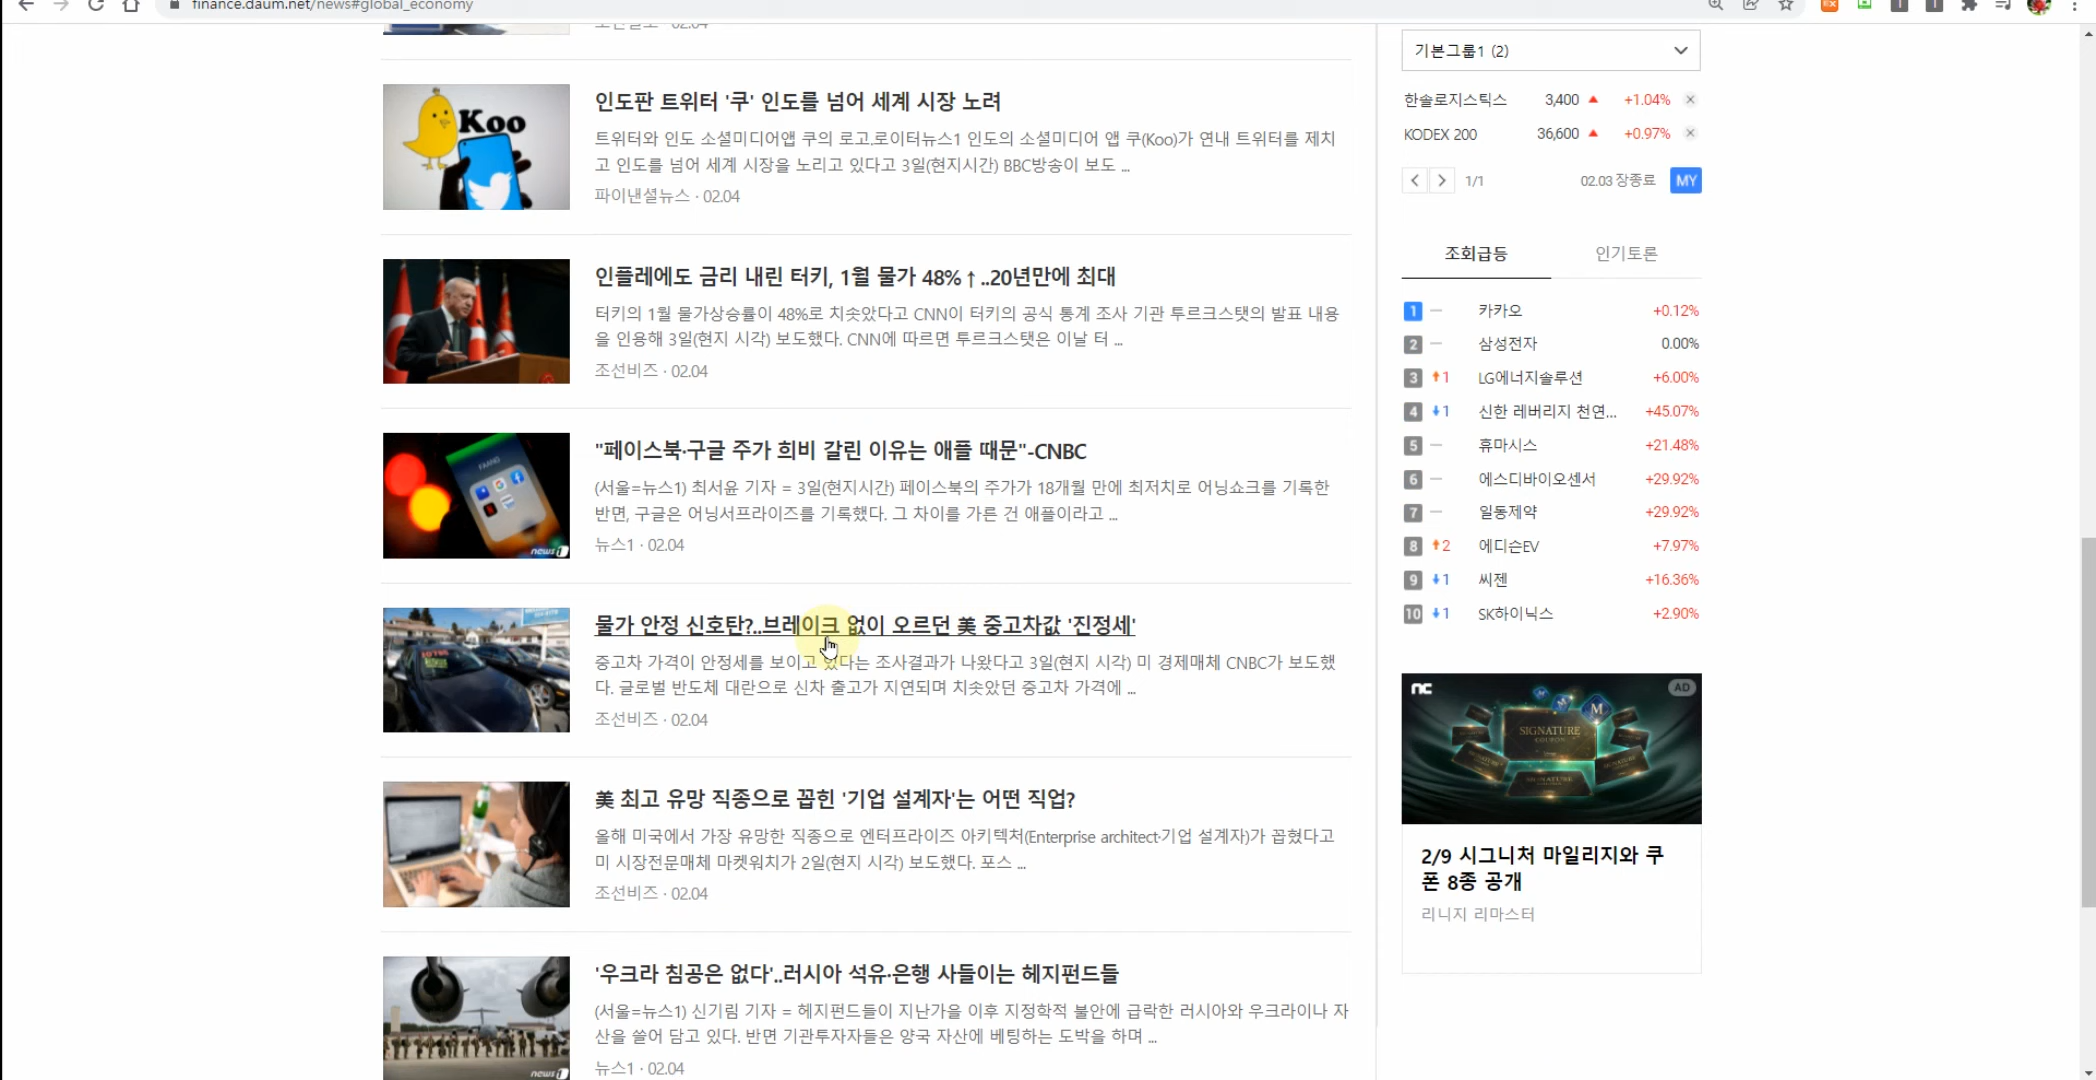 finance.daum.net/news#global_economy
인도판 트위터 '쿠' 인도를 넘어 세계 시장 노려
트위터와 인도 소셜미디어앱 쿠의 로고.로이터뉴스1 인도의 소셜미디어 앱 쿠(Koo)가 연내 트위터를 제치
고 인도를 넘어 세계 시장을 노리고 있다고 3일(현지시간) BBC방송이 보도 ...
파이낸셜뉴스 · 02.04
Koo
인플레에도 금리 내린 터키, 1월 물가 48%↑..20년만에 최대
터키의 1월 물가상승률이 48%로 치솟았다고 CNN이 터키의 공식 통계 조사 기관 투르크스탯의 발표 내용
을 인용해 3일(현지 시각) 보도했다. CNN에 따르면 투르크스탯은 이날 터 ...
조선비즈 · 02.04
"페이스북·구글 주가 희비 갈린 이유는 애플 때문"-CNBC
(서울=뉴스1) 최서윤 기자 = 3일(현지시간) 페이스북의 주가가 18개월 만에 최저치로 어닝쇼크를 기록한
반면, 구글은 어닝서프라이즈를 기록했다. 그 차이를 가른 건 애플이라고 ...
뉴스1 · 02.04
FAANG
news1
물가 안정 신호탄?..브레이크 없이 오르던 美 중고차값 '진정세'
중고차 가격이 안정세를 보이고 있다는 조사결과가 나왔다고 3일(현지 시각) 미 경제매체 CNBC가 보도했
다. 글로벌 반도체 대란으로 신차 출고가 지연되며 치솟았던 중고차 가격에 ...
조선비즈 · 02.04
美 최고 유망 직종으로 꼽힌 '기업 설계자'는 어떤 직업?
올해 미국에서 가장 유망한 직종으로 엔터프라이즈 아키텍처(Enterprise architect·기업 설계자)가 꼽혔다고
미 시장전문매체 마켓워치가 2일(현지 시각) 보도했다. 포스 ...
조선비즈 · 02.04
'우크라 침공은 없다'..러시아 석유·은행 사들이는 헤지펀드들
(서울=뉴스1) 신기림 기자 = 헤지펀드들이 지난가을 이후 지정학적 불안에 급락한 러시아와 우크라이나 자
산을 쓸어 담고 있다. 반면 기관투자자들은 양국 자산에 베팅하는 도박을 하며 ...
뉴스1 · 02.04
news1
기본그룹1 (2)
한솔로지스틱스 3,400 ▲ +1.04% ×
KODEX 200 36,600 ▲ +0.97% ×
< > 1/1 02.03 장종료 MY
조회급등 인기토론
1 – 카카오 +0.12%
2 – 삼성전자 0.00%
3 ↑1 LG에너지솔루션 +6.00%
4 ↓1 신한 레버리지 천연... +45.07%
5 – 휴마시스 +21.48%
6 – 에스디바이오센서 +29.92%
7 – 일동제약 +29.92%
8 ↑2 에디슨EV +7.97%
9 ↓1 씨젠 +16.36%
10 ↓1 SK하이닉스 +2.90%
nc AD
M M
SIGNATURE
COUPON
2/9 시그니처 마일리지와 쿠
폰 8종 공개
리니지 리마스터